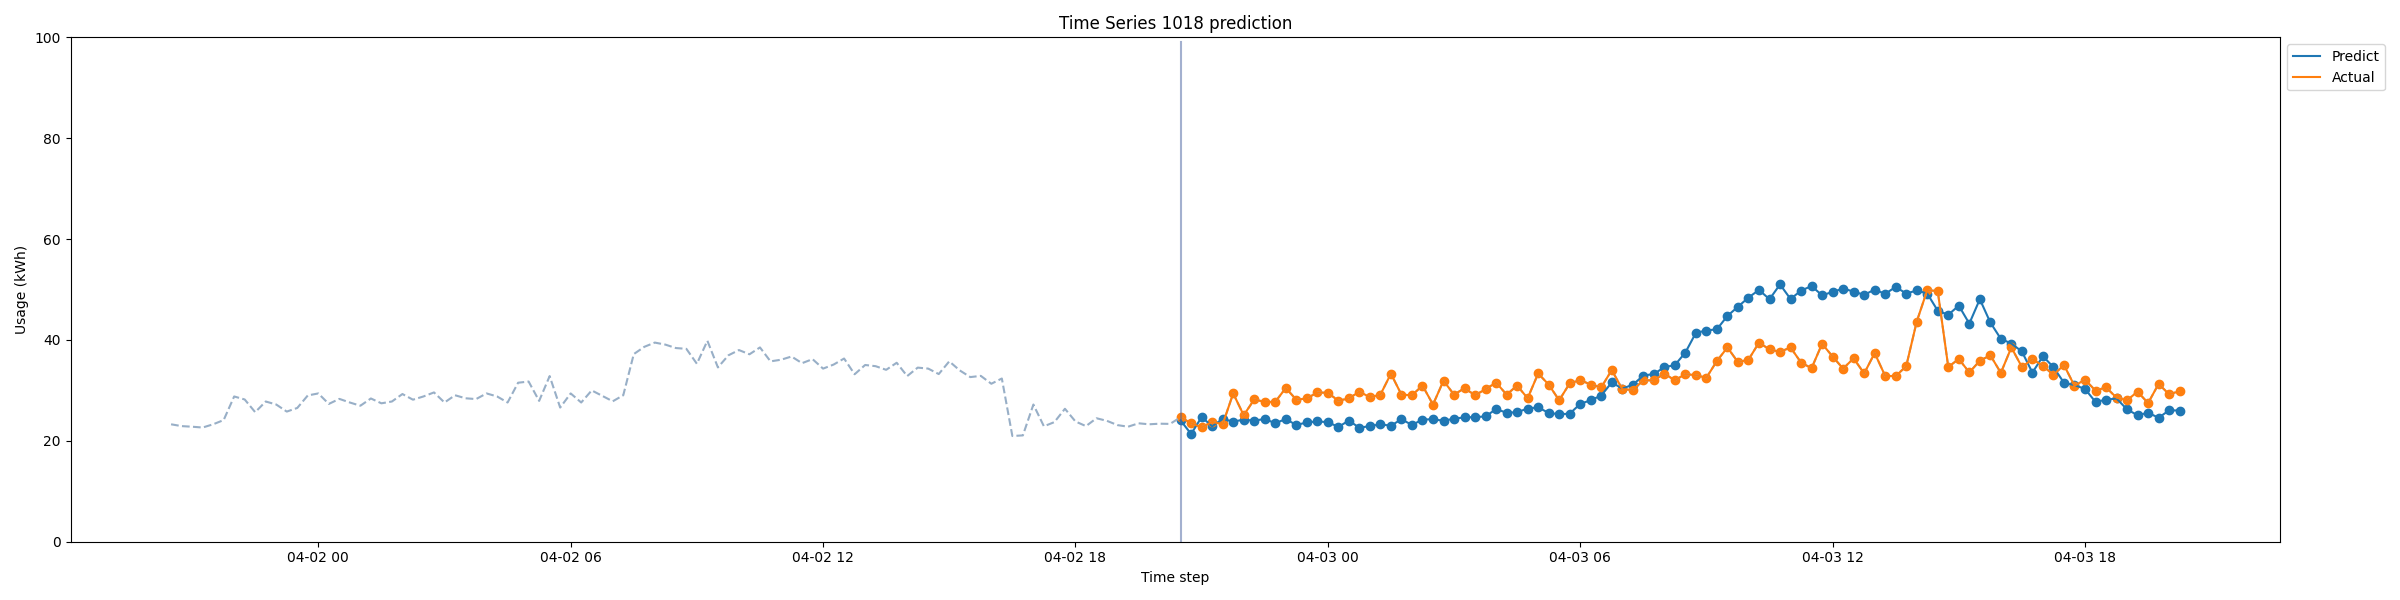 Time Series 1018 prediction
Predict
Actual
Usage (kWh)
100
80
60
40
20
0
04-02 00
04-02 06
04-02 12
04-02 18
04-03 00
04-03 06
04-03 12
04-03 18
Time step